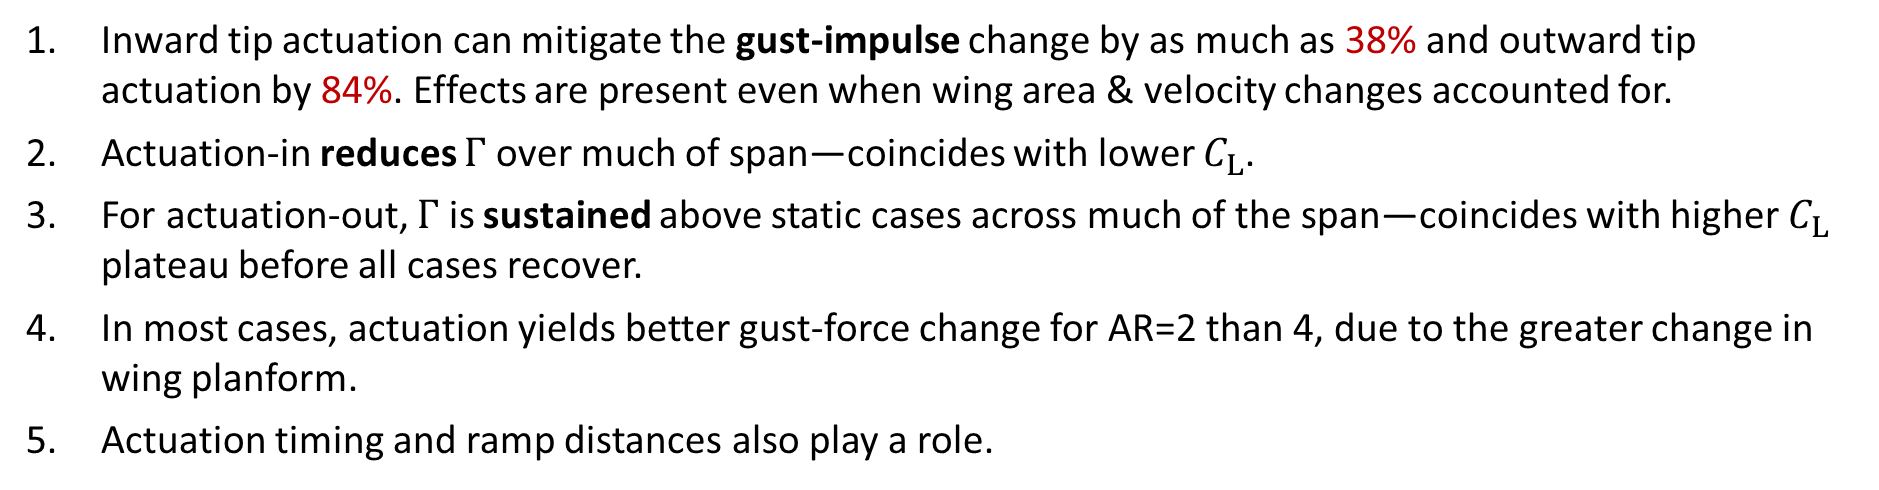 1. Inward tip actuation can mitigate the gust-impulse change by as much as 38% and outward tip
actuation by 84%. Effects are present even when wing area & velocity changes accounted for.
2. Actuation-in reduces Γ over much of span—coincides with lower C_L.
3. For actuation-out, Γ is sustained above static cases across much of the span—coincides with higher C_L
plateau before all cases recover.
4. In most cases, actuation yields better gust-force change for AR=2 than 4, due to the greater change in
wing planform.
5. Actuation timing and ramp distances also play a role.